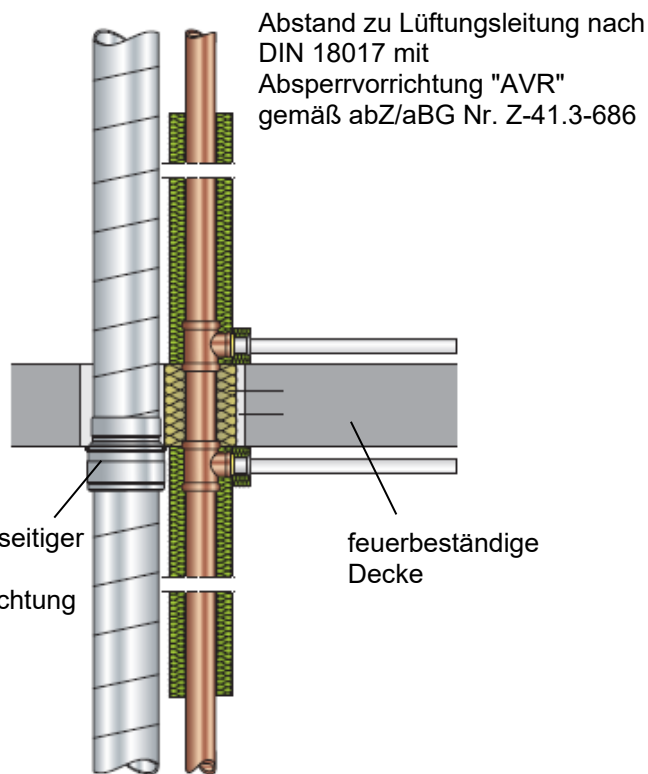 Abstand zu Lüftungsleitung nach
DIN 18017 mit
Absperrvorrichtung "AVR"
gemäß abZ/aBG Nr. Z-41.3-686
seitiger
chtung
feuerbeständige
Decke